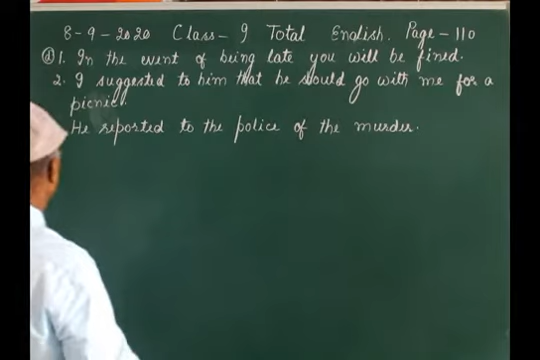 8-9-2020 Class-9 Total English. Page-110
(d) 1. In the event of being late you will be fined.
2. I suggested to him that he should go with me for a
picnic.
He reported to the police of the murder.